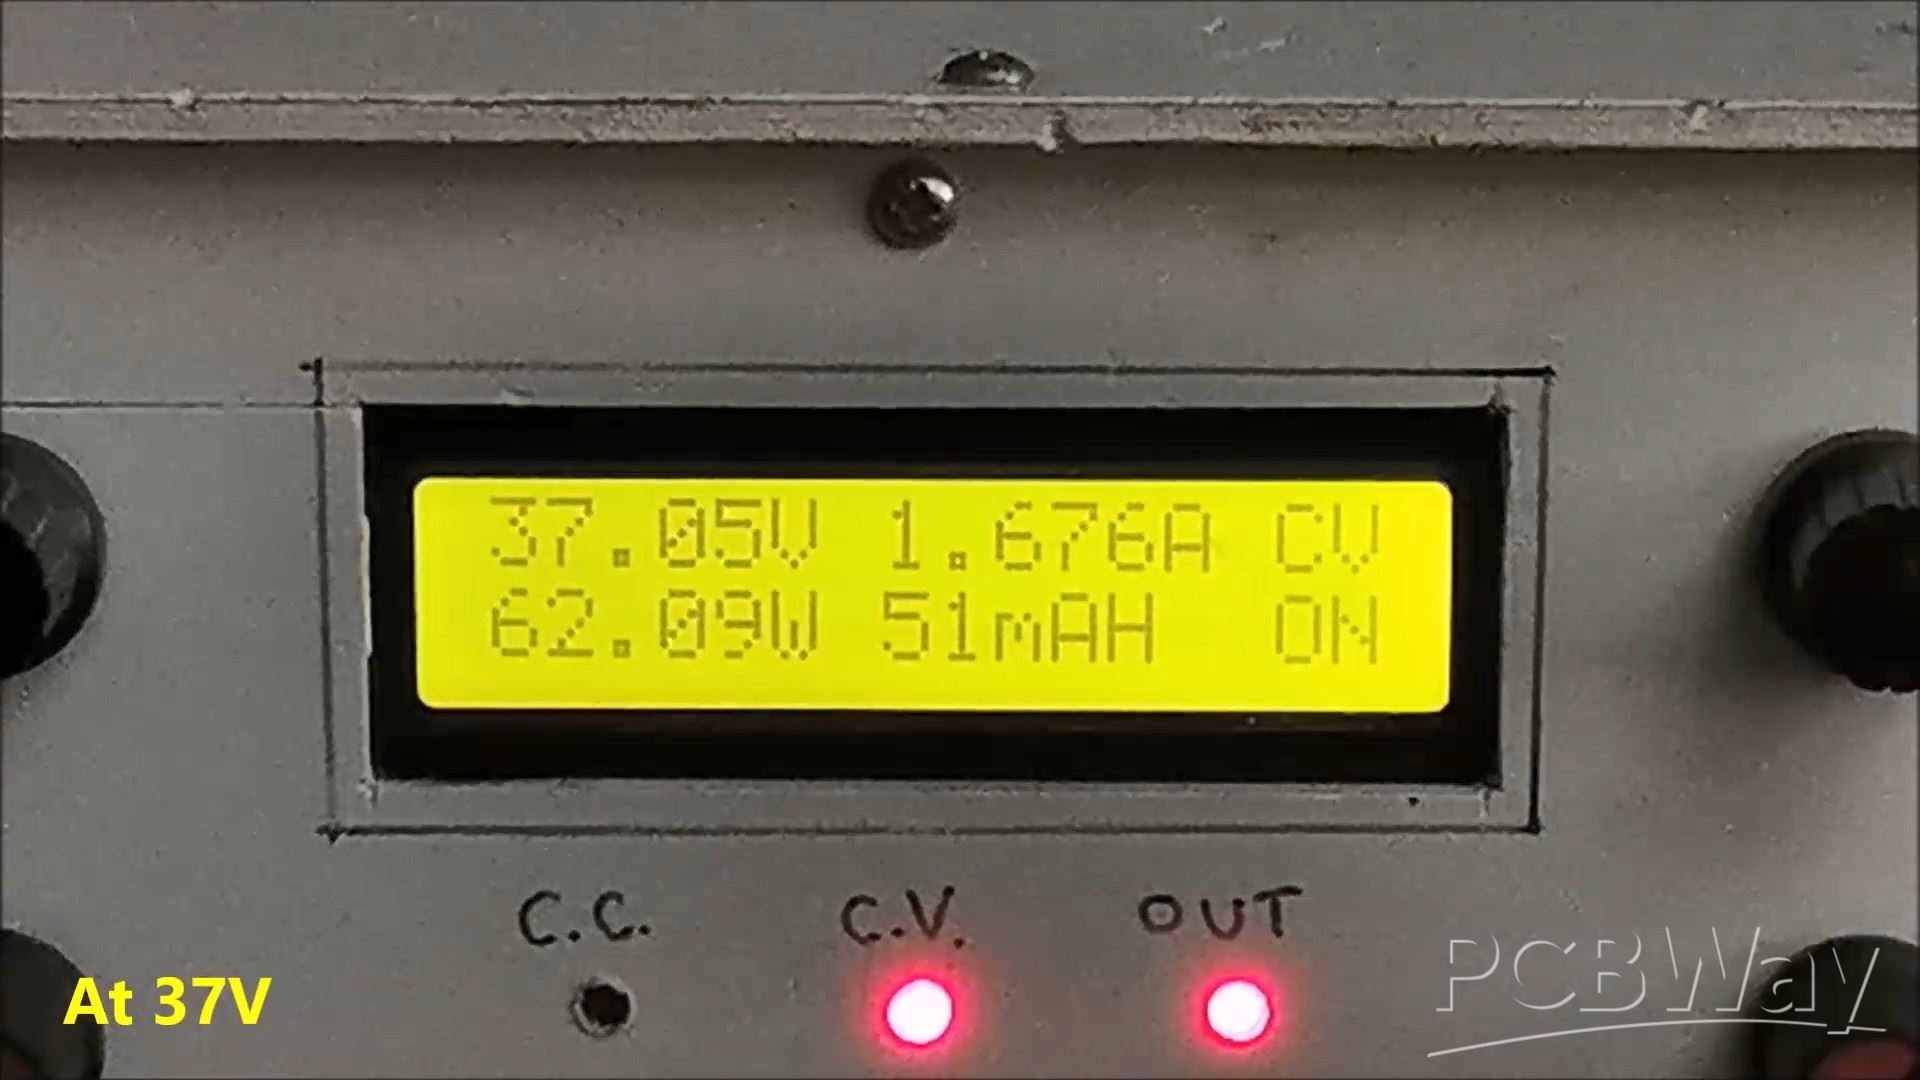 37.05V 1.676A CV
62.09W 51mAH ON
C.C. C.V. OUT
At 37V
PCBWay